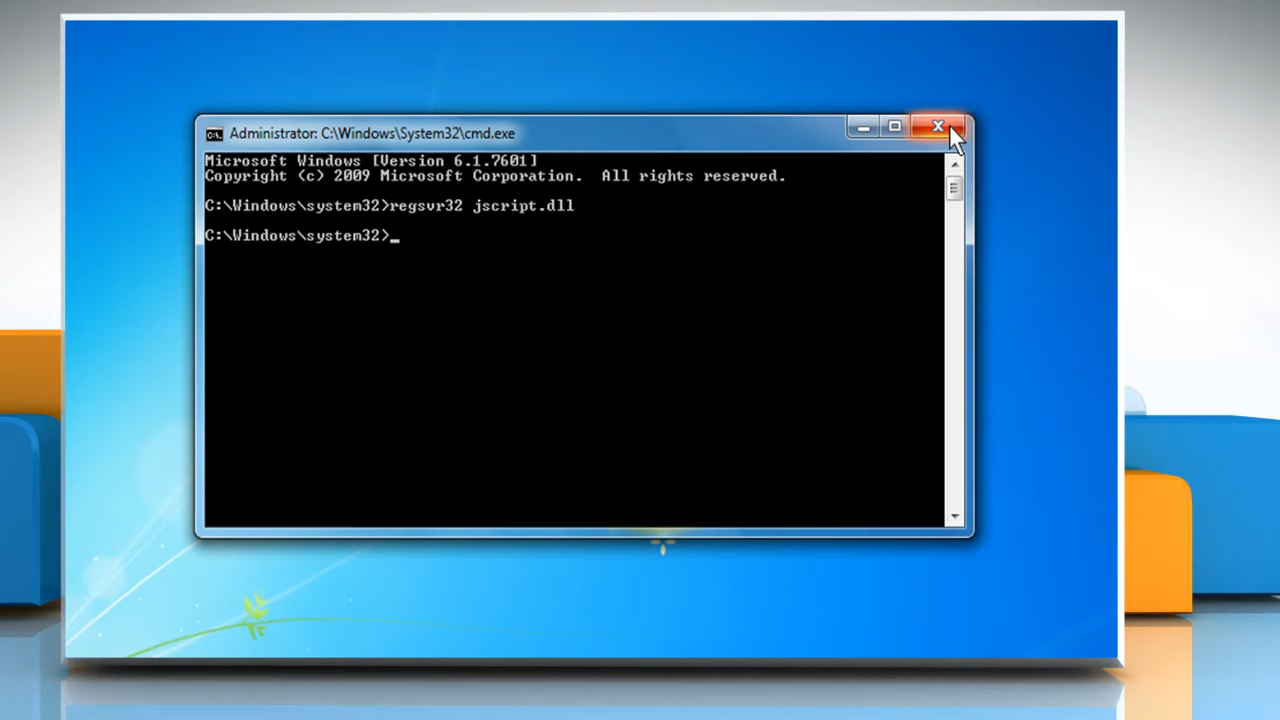 Administrator: C:\Windows\System32\cmd.exe
Microsoft Windows [Version 6.1.7601]
Copyright (c) 2009 Microsoft Corporation.  All rights reserved.
C:\Windows\system32>regsvr32 jscript.dll
C:\Windows\system32>_